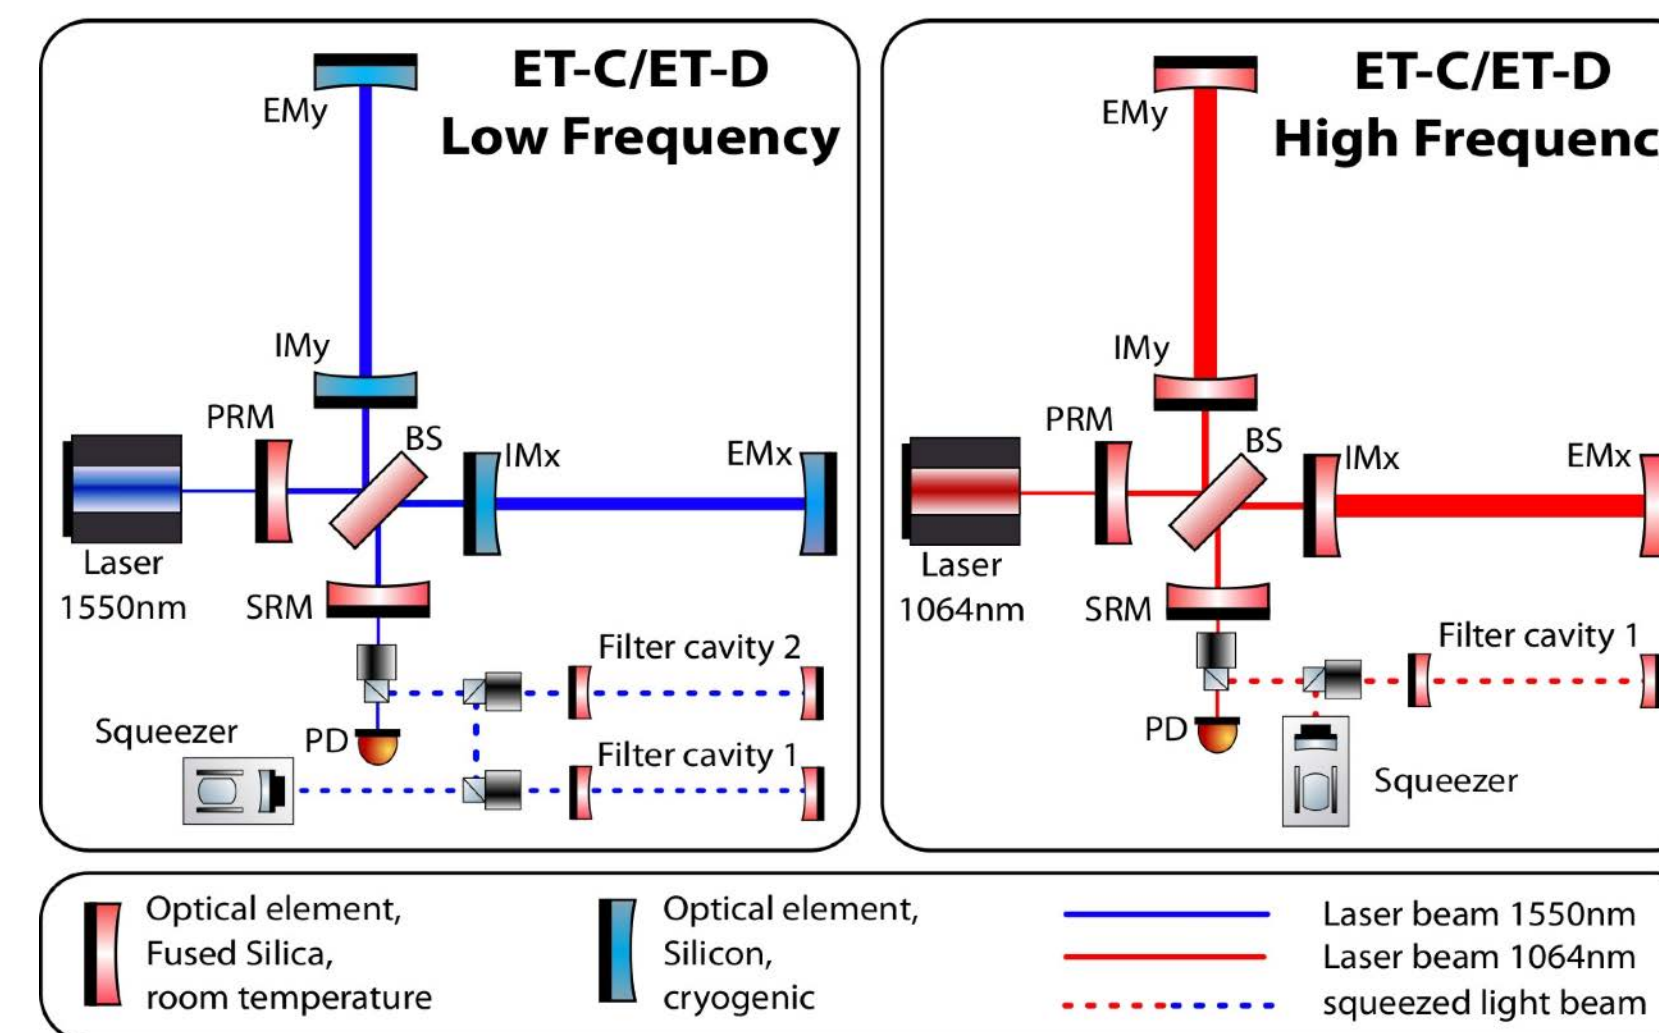 ET-C/ET-D
Low Frequency
EMy
IMy
PRM
BS
IMx
EMx
Laser
1550nm
SRM
Filter cavity 2
Squeezer
PD
Filter cavity 1
ET-C/ET-D
High Frequenc
EMy
IMy
PRM
BS
IMx
EMx
Laser
1064nm
SRM
Filter cavity 1
PD
Squeezer
Optical element,
Fused Silica,
room temperature
Optical element,
Silicon,
cryogenic
Laser beam 1550nm
Laser beam 1064nm
squeezed light beam